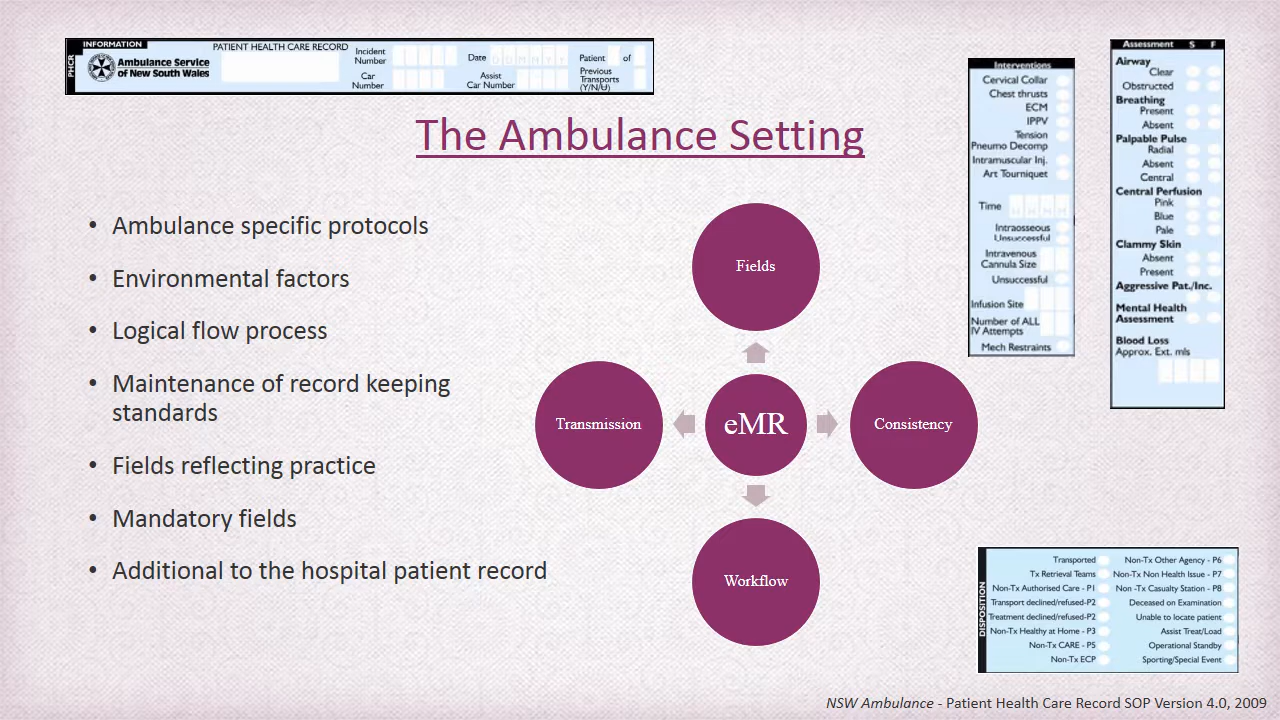 INFORMATION
PATIENT HEALTH CARE RECORD
PHCR
Ambulance Service
of New South Wales
Incident
Number
Date
D D M M Y Y
Patient
of
Car
Number
Assist
Car Number
Previous
Transports
(Y/N/U)
The Ambulance Setting
• Ambulance specific protocols
• Environmental factors
• Logical flow process
• Maintenance of record keeping
standards
• Fields reflecting practice
• Mandatory fields
• Additional to the hospital patient record
Fields
Transmission
eMR
Consistency
Workflow
Interventions
Cervical Collar
Chest thrusts
ECM
IPPV
Tension
Pneumo Decomp
Intramuscular Inj.
Art Tourniquet
Time
H H M M
Intraosseous
Unsuccessful
Intravenous
Cannula Size
Unsuccessful
Infusion Site
Number of ALL
IV Attempts
Mech Restraints
Assessment S F
Airway
Clear
Obstructed
Breathing
Present
Absent
Palpable Pulse
Radial
Absent
Central
Central Perfusion
Pink
Blue
Pale
Clammy Skin
Absent
Present
Aggressive Pat./Inc.
Mental Health
Assessment
Blood Loss
Approx. Ext. mls
DISPOSITION
Transported
Tx Retrieval Teams
Non-Tx Authorised Care - P1
Transport declined/refused-P2
Treatment declined/refused-P2
Non-Tx Healthy at Home - P3
Non-Tx CARE - P5
Non-Tx ECP
Non-Tx Other Agency - P6
Non-Tx Non Health Issue - P7
Non -Tx Casualty Station - P8
Deceased on Examination
Unable to locate patient
Assist Treat/Load
Operational Standby
Sporting/Special Event
NSW Ambulance - Patient Health Care Record SOP Version 4.0, 2009